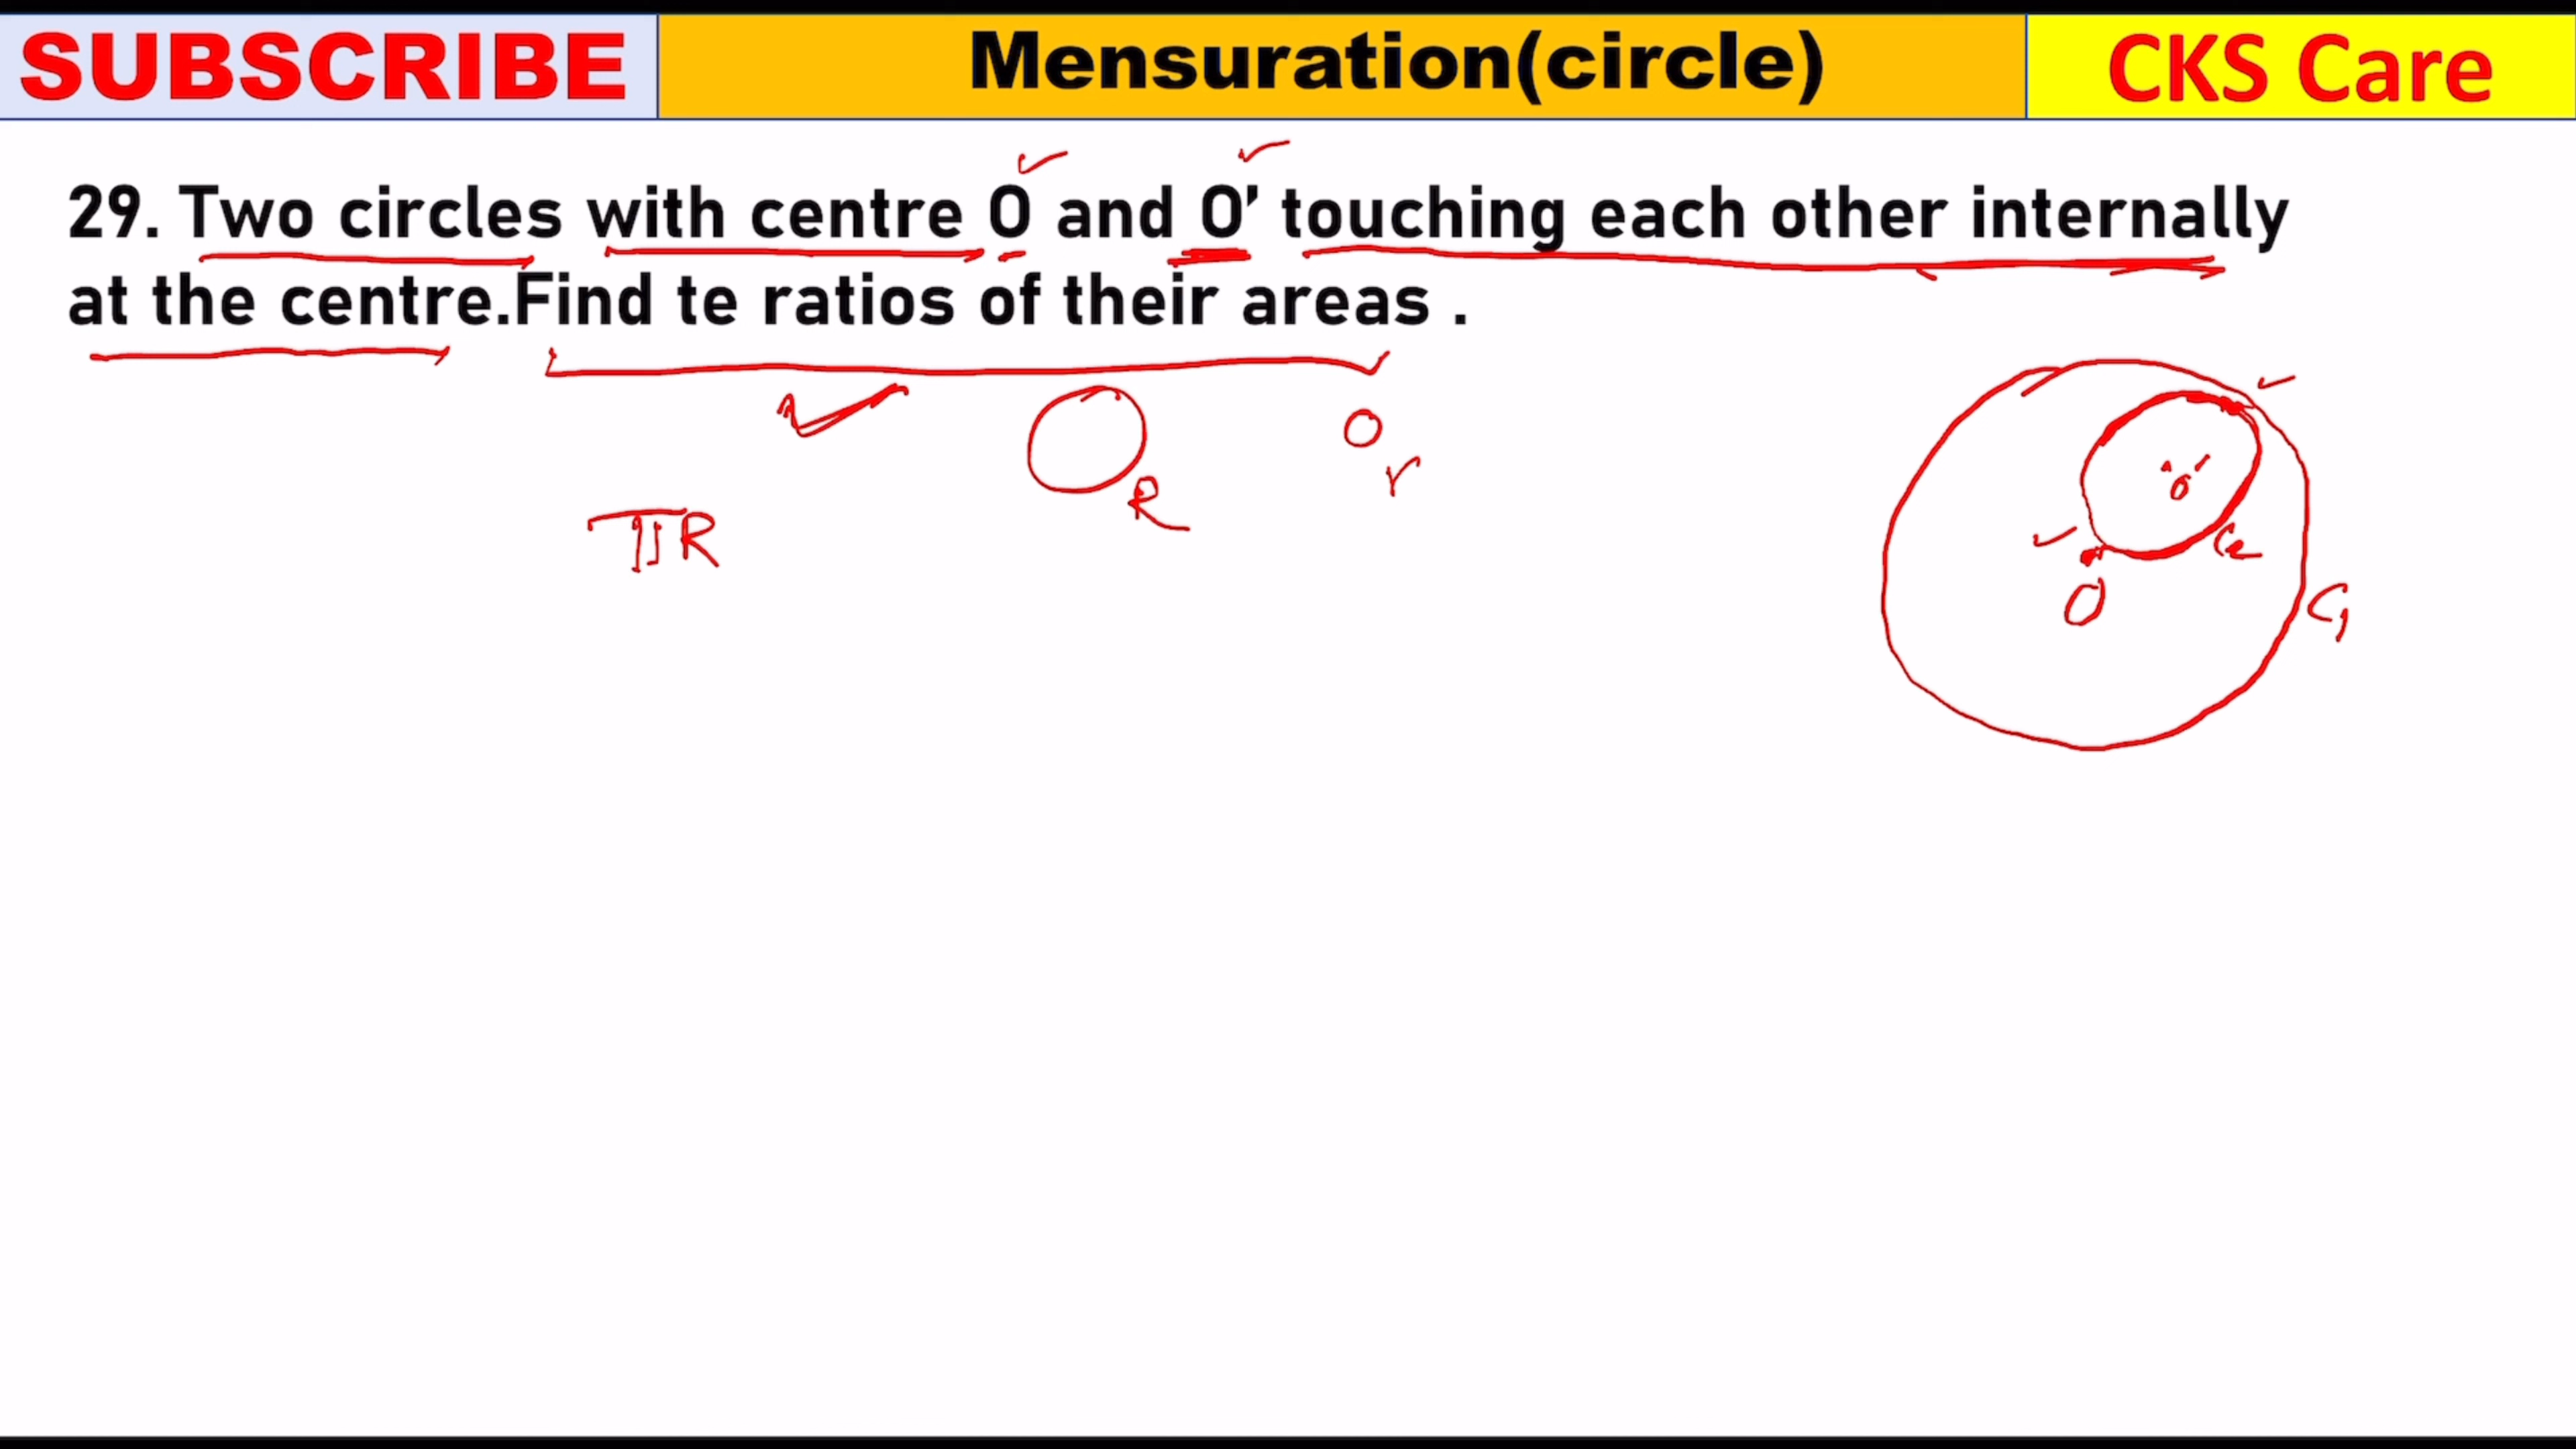 SUBSCRIBE Mensuration(circle) CKS Care
29. Two circles with centre O and O' touching each other internally
at the centre.Find te ratios of their areas .
R
r
πR
O'
C2
O
C1